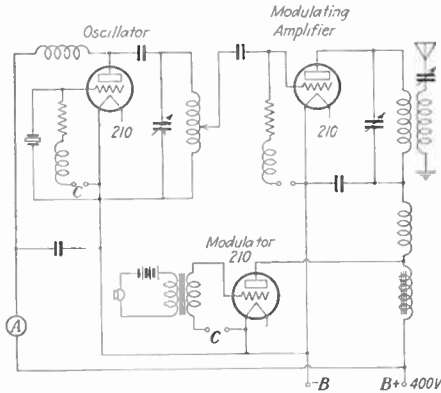 Oscillator
Modulating
Amplifier
210
210
C
Modulator
210
A
C
-B
B+ 400V